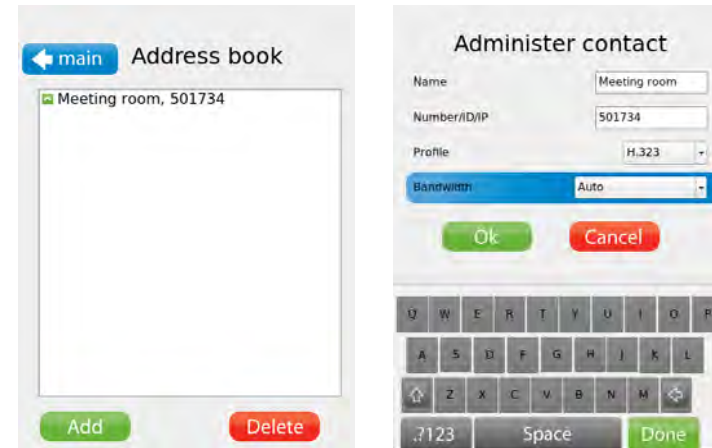 main
Address book
Meeting room, 501734
Add
Delete
Administer contact
Name
Meeting room
Number/ID/IP
501734
Profile
H.323
Bandwidth
Auto
Ok
Cancel
Q W E R T Y U I O P
A S D F G H J K L
Z X C V B N M
.?123
Space
Done